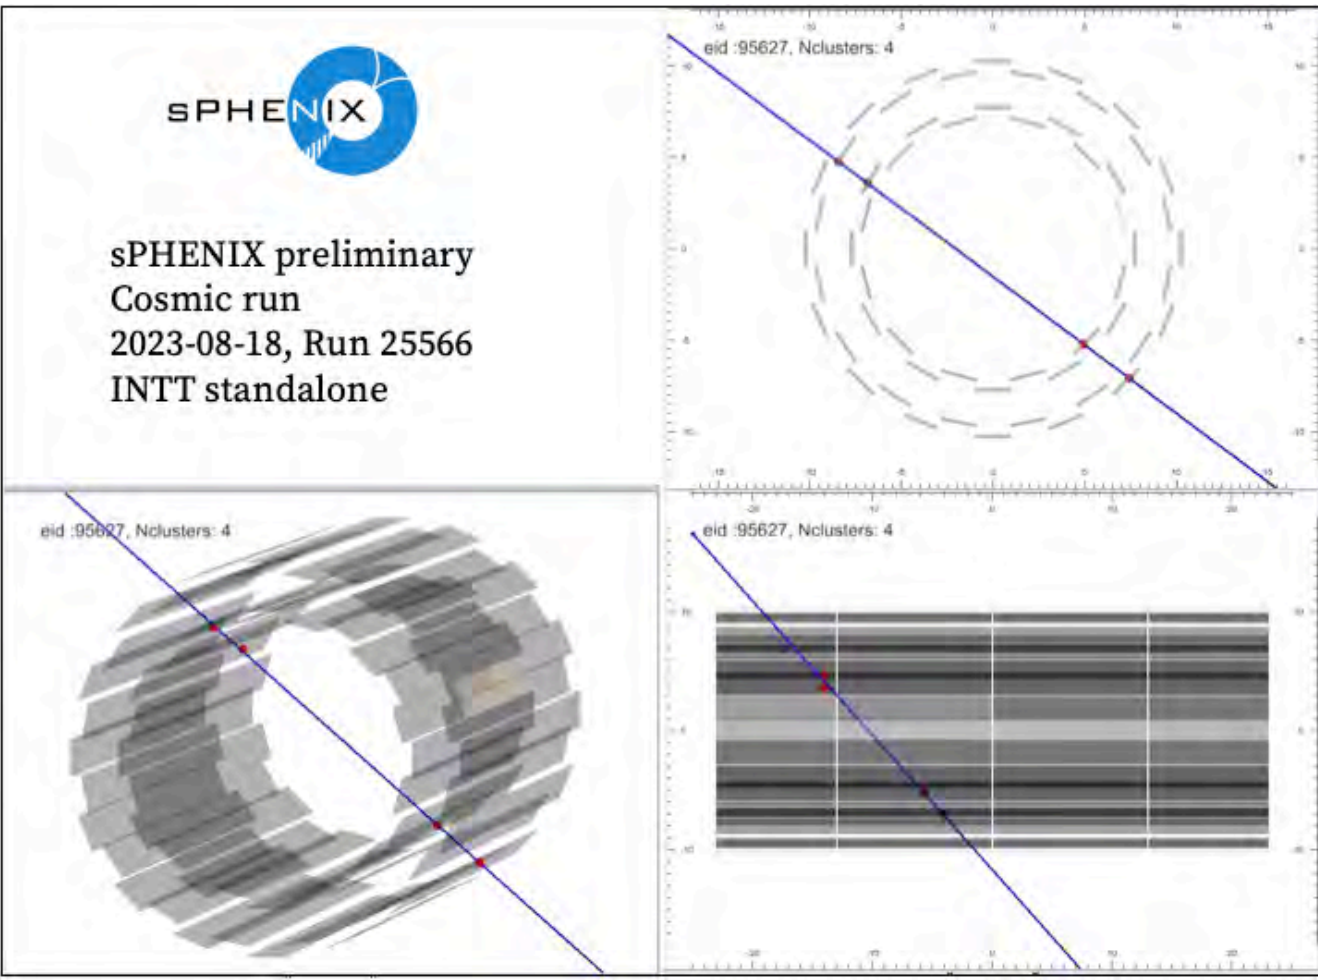 sPHENIX
sPHENIX preliminary
Cosmic run
2023-08-18, Run 25566
INTT standalone
eid :95627, Nclusters: 4
eid :95627, Nclusters: 4
eid :95627, Nclusters: 4